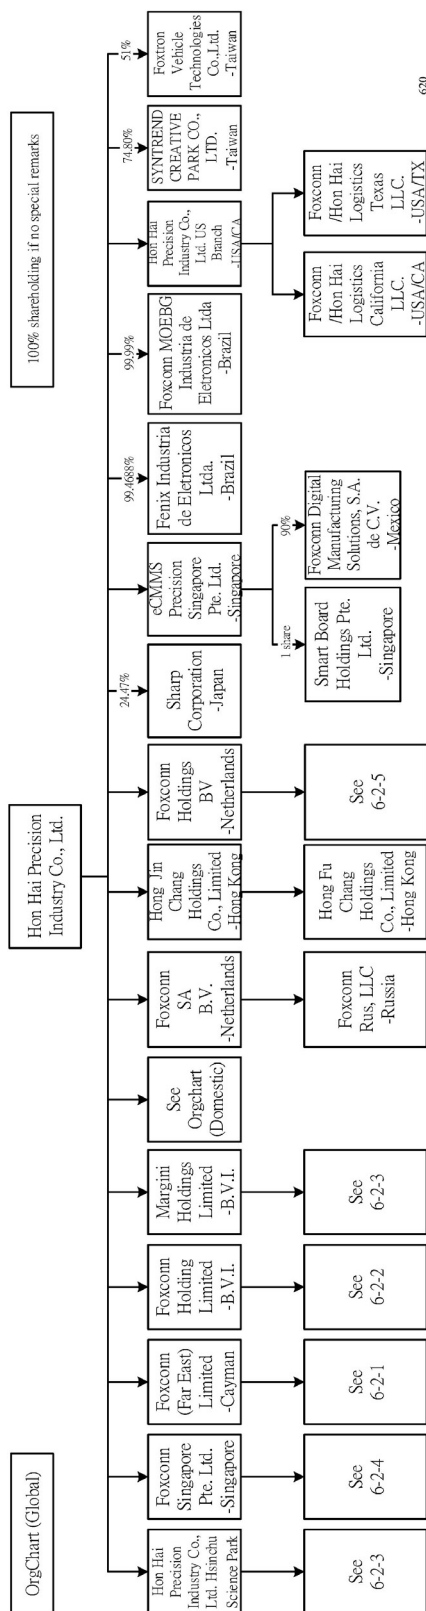 OrgChart (Global)
100% shareholding if no special remarks
Hon Hai Precision
Industry Co., Ltd.
Hon Hai
Precision
Industry Co.,
Ltd. Hsinchu
Science Park
Foxconn
Singapore
Pte. Ltd.
-Singapore
Foxconn
(Far East)
Limited
-Cayman
Foxconn
Holding
Limited
-B.V.I.
Margini
Holdings
Limited
-B.V.I.
See
Orgchart
(Domestic)
Foxconn
SA
B.V.
-Netherlands
Hong Jin
Chang
Holdings
Co., Limited
-Hong Kong
Foxconn
Holdings
BV
-Netherlands
24.47%
Sharp
Corporation
-Japan
eCMMS
Precision
Singapore
Pte. Ltd.
-Singapore
99.4688%
Fenix Industria
de Eletronicos
Ltda.
-Brazil
99.99%
Foxconn MOEBG
Industria de
Eletronicos Ltda
-Brazil
Hon Hai
Precision
Industry Co.,
Ltd. US
Branch
-USA/CA
74.80%
SYNTREND
CREATIVE
PARK CO.,
LTD.
-Taiwan
51%
Foxtron
Vehicle
Technologies
Co.,Ltd.
-Taiwan
See
6-2-3
See
6-2-4
See
6-2-1
See
6-2-2
See
6-2-3
Foxconn
Rus, LLC
-Russia
Hong Fu
Chang
Holdings
Co., Limited
-Hong Kong
See
6-2-5
1 share
Smart Board
Holdings Pte.
Ltd.
-Singapore
90%
Foxconn Digital
Manufacturing
Solutions, S.A.
de C.V.
-Mexico
Foxconn
/Hon Hai
Logistics
California
LLC.
-USA/CA
Foxconn
/Hon Hai
Logistics
Texas
LLC.
-USA/TX
620